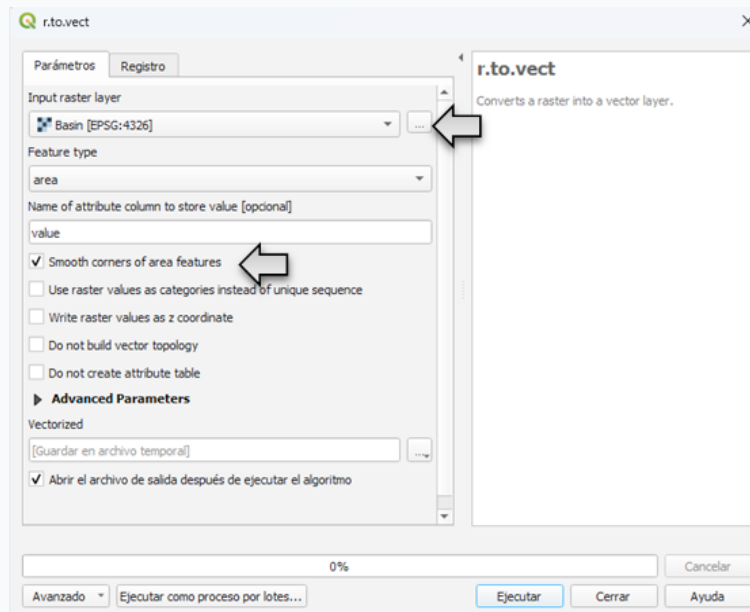 r.to.vect
Parámetros
Registro
Input raster layer
Basin [EPSG:4326]
...
Feature type
area
Name of attribute column to store value [opcional]
value
Smooth corners of area features
Use raster values as categories instead of unique sequence
Write raster values as z coordinate
Do not build vector topology
Do not create attribute table
Advanced Parameters
Vectorized
[Guardar en archivo temporal]
...
Abrir el archivo de salida después de ejecutar el algoritmo
r.to.vect
Converts a raster into a vector layer.
0%
Cancelar
Avanzado
Ejecutar como proceso por lotes...
Ejecutar
Cerrar
Ayuda